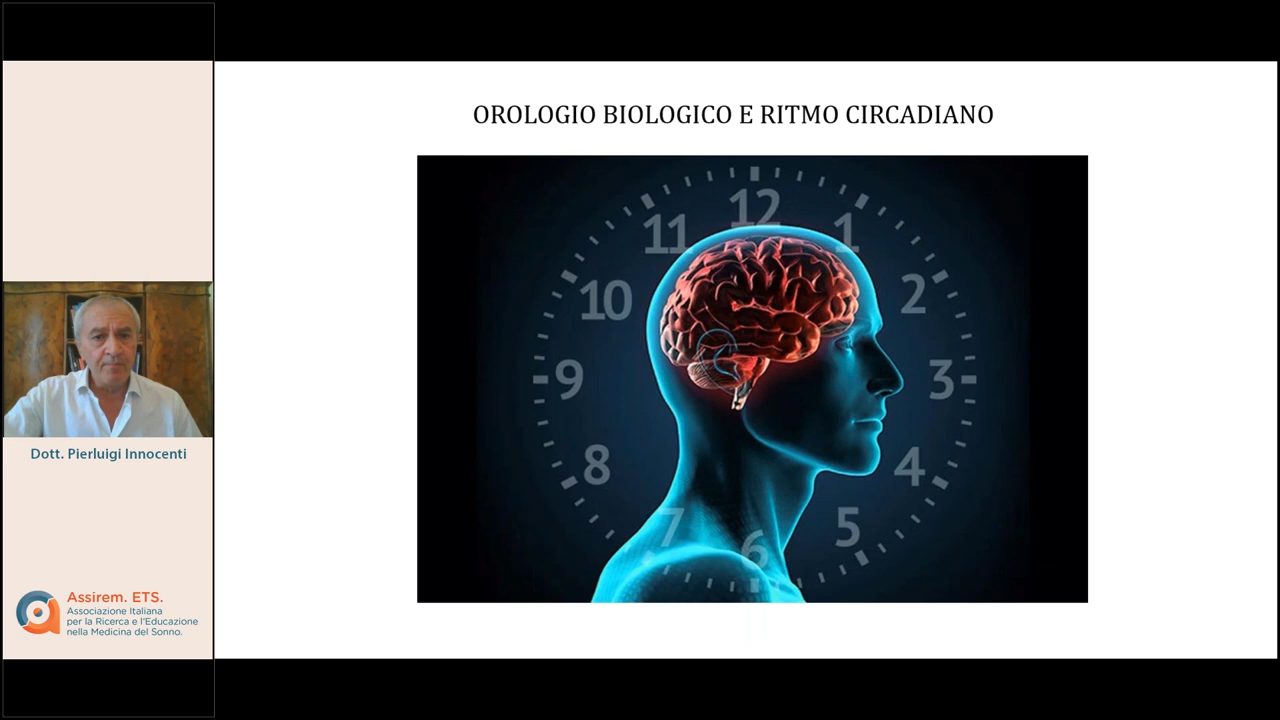 OROLOGIO BIOLOGICO E RITMO CIRCADIANO
12
11
1
10
2
9
3
8
4
7
5
6
Dott. Pierluigi Innocenti
Assirem. ETS.
Associazione Italiana
per la Ricerca e l'Educazione
nella Medicina del Sonno.